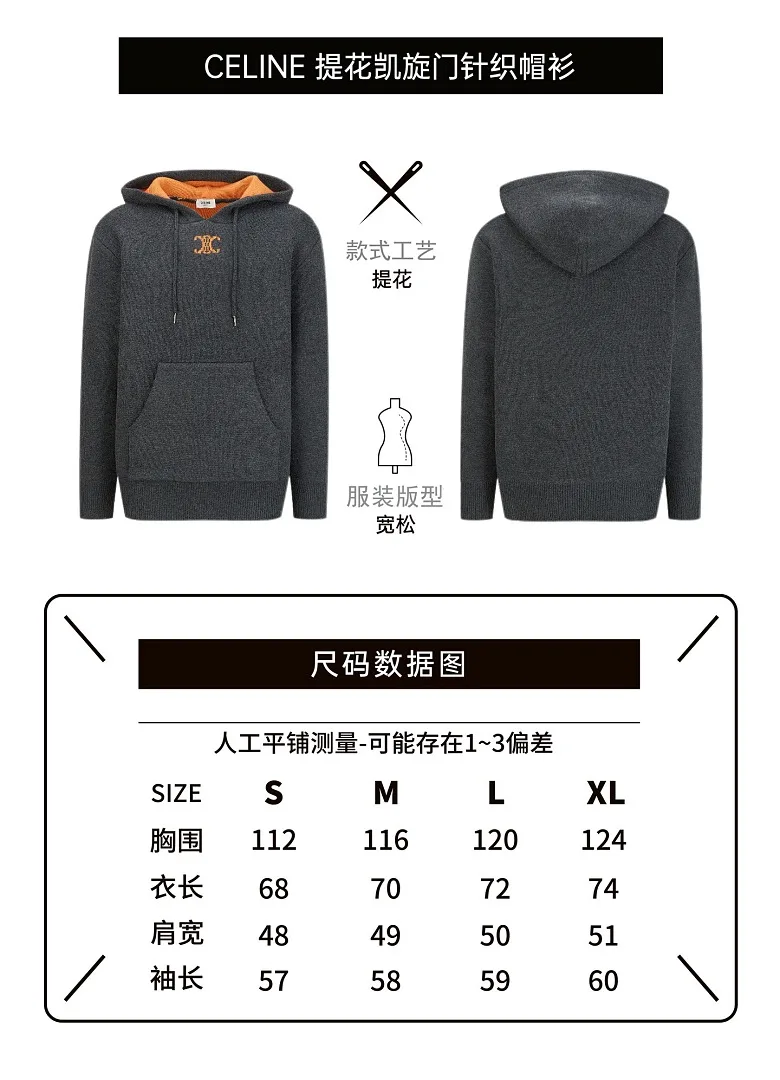 CELINE 提花凯旋门针织帽衫
款式工艺
提花
服装版型
宽松
尺码数据图
人工平铺测量-可能存在1~3偏差
SIZE S M L XL
胸围 112 116 120 124
衣长 68 70 72 74
肩宽 48 49 50 51
袖长 57 58 59 60